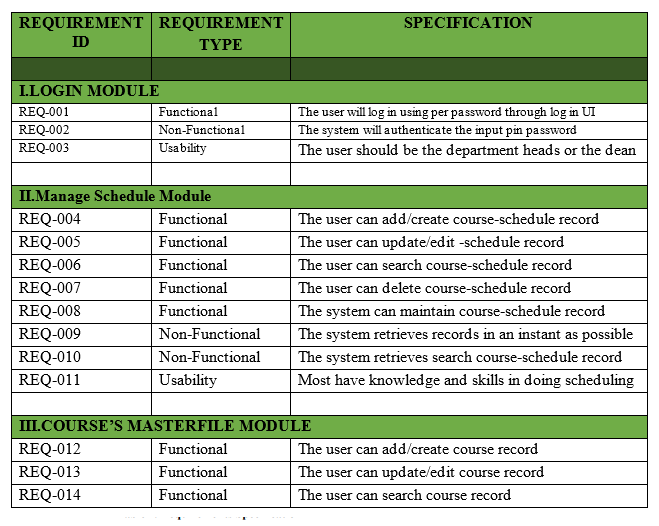 REQUIREMENT ID REQUIREMENT TYPE SPECIFICATION
I.LOGIN MODULE
REQ-001 Functional The user will log in using per password through log in UI
REQ-002 Non-Functional The system will authenticate the input pin password
REQ-003 Usability The user should be the department heads or the dean
II.Manage Schedule Module
REQ-004 Functional The user can add/create course-schedule record
REQ-005 Functional The user can update/edit -schedule record
REQ-006 Functional The user can search course-schedule record
REQ-007 Functional The user can delete course-schedule record
REQ-008 Functional The system can maintain course-schedule record
REQ-009 Non-Functional The system retrieves records in an instant as possible
REQ-010 Non-Functional The system retrieves search course-schedule record
REQ-011 Usability Most have knowledge and skills in doing scheduling
III.COURSE'S MASTERFILE MODULE
REQ-012 Functional The user can add/create course record
REQ-013 Functional The user can update/edit course record
REQ-014 Functional The user can search course record